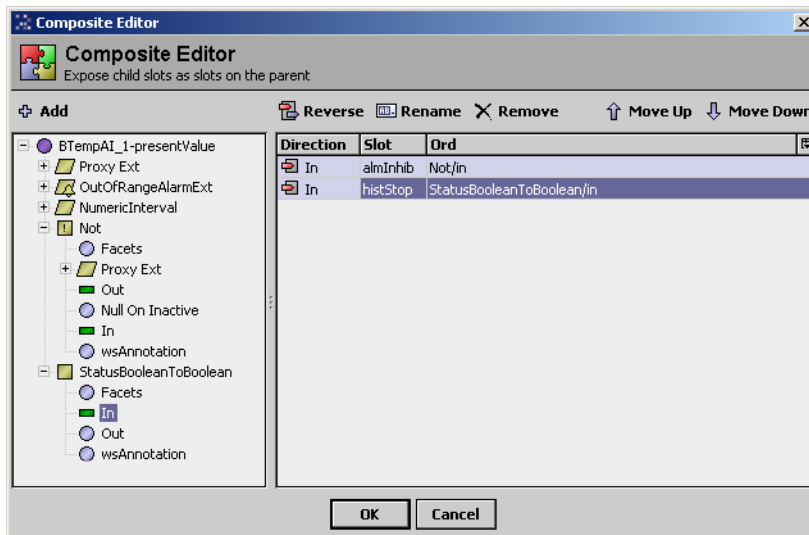 Composite Editor
Composite Editor
Expose child slots as slots on the parent
Add
Reverse Rename Remove Move Up Move Down
BTempAI_1-presentValue
Proxy Ext
OutOfRangeAlarmExt
NumericInterval
Not
Facets
Proxy Ext
Out
Null On Inactive
In
wsAnnotation
StatusBooleanToBoolean
Facets
In
Out
wsAnnotation
Direction Slot Ord
In almInhib Not/in
In histStop StatusBooleanToBoolean/in
OK Cancel